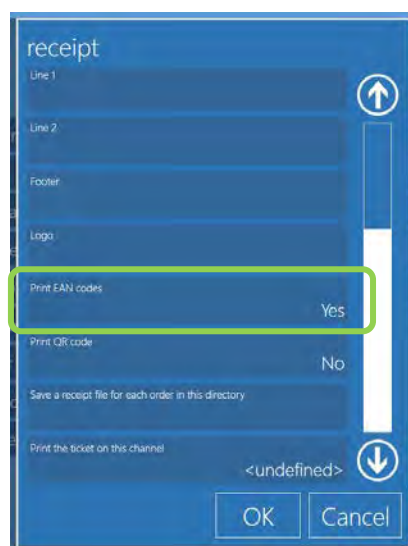 receipt
Line 1
Line 2
Footer
Logo
Print EAN codes
Yes
Print QR code
No
Save a receipt file for each order in this directory
Print the ticket on this channel
<undefined>
OK
Cancel